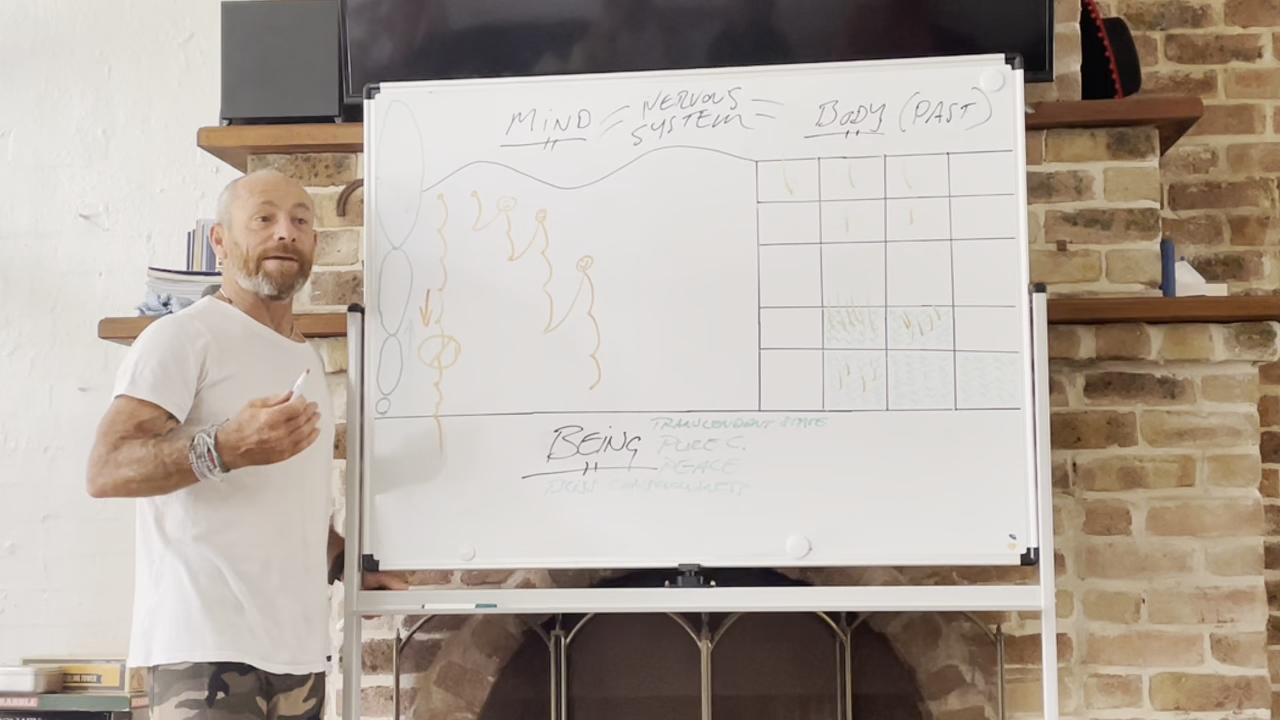 MIND = NERVOUS SYSTEM = BODY (PAST)
BEING
TRANSCENDENT STATE
PURE C.
PEACE